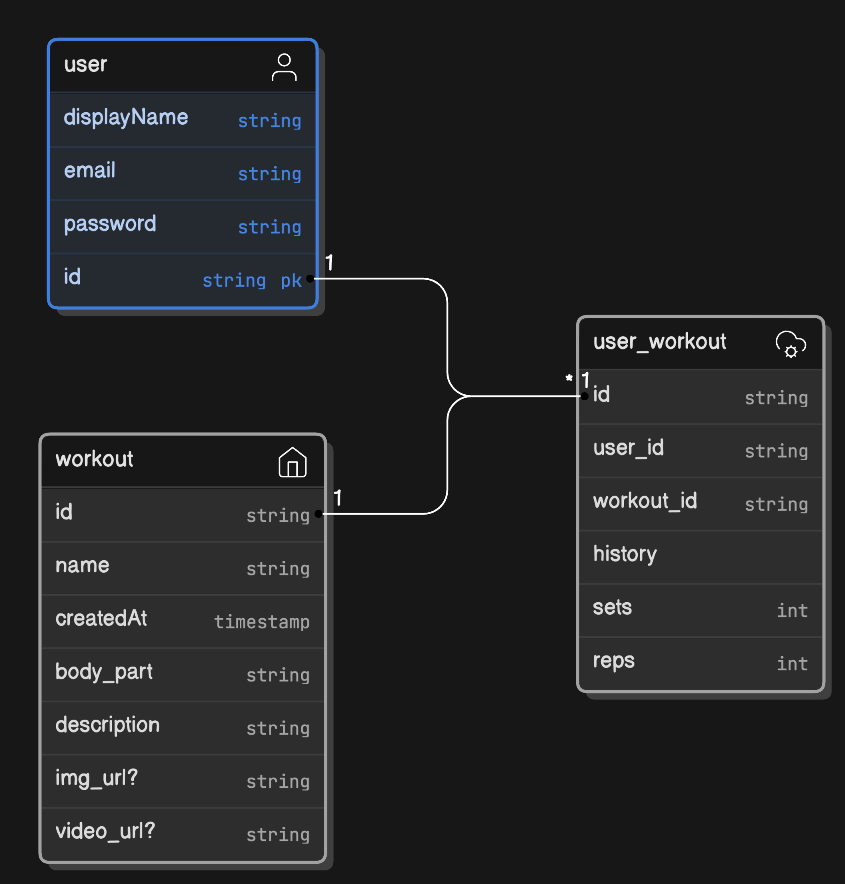 user
displayName string
email string
password string
id string pk
1
user_workout
* 1
id string
user_id string
workout_id string
history
sets int
reps int
workout
1
id string
name string
createdAt timestamp
body_part string
description string
img_url? string
video_url? string